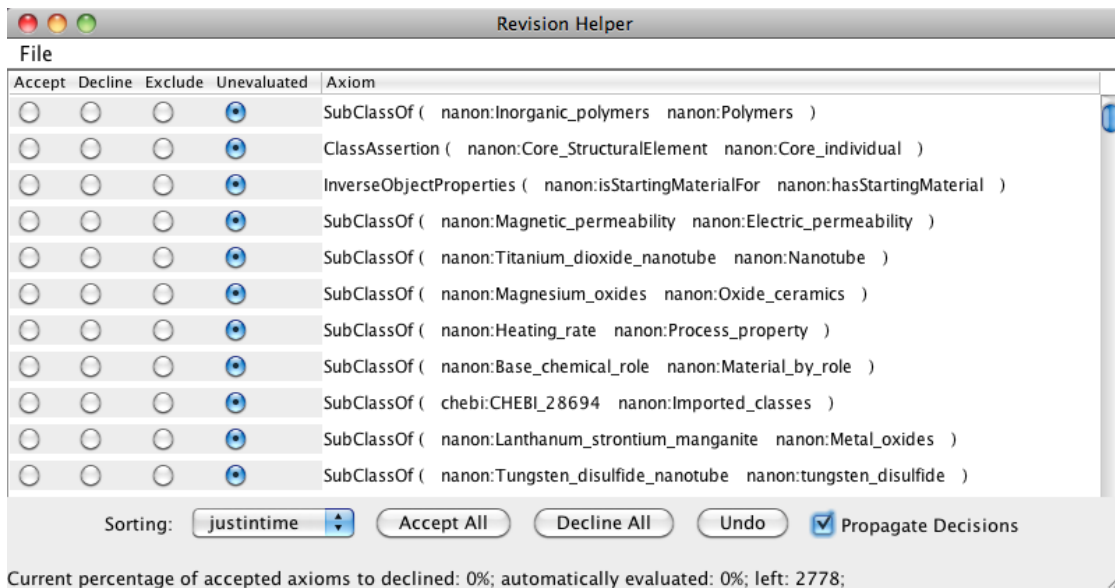 Revision Helper
File
Accept Decline Exclude Unevaluated Axiom
SubClassOf ( nanon:Inorganic_polymers nanon:Polymers )
ClassAssertion ( nanon:Core_StructuralElement nanon:Core_individual )
InverseObjectProperties ( nanon:isStartingMaterialFor nanon:hasStartingMaterial )
SubClassOf ( nanon:Magnetic_permeability nanon:Electric_permeability )
SubClassOf ( nanon:Titanium_dioxide_nanotube nanon:Nanotube )
SubClassOf ( nanon:Magnesium_oxides nanon:Oxide_ceramics )
SubClassOf ( nanon:Heating_rate nanon:Process_property )
SubClassOf ( nanon:Base_chemical_role nanon:Material_by_role )
SubClassOf ( chebi:CHEBI_28694 nanon:Imported_classes )
SubClassOf ( nanon:Lanthanum_strontium_manganite nanon:Metal_oxides )
SubClassOf ( nanon:Tungsten_disulfide_nanotube nanon:tungsten_disulfide )
Sorting: justintime Accept All Decline All Undo Propagate Decisions
Current percentage of accepted axioms to declined: 0%; automatically evaluated: 0%; left: 2778;